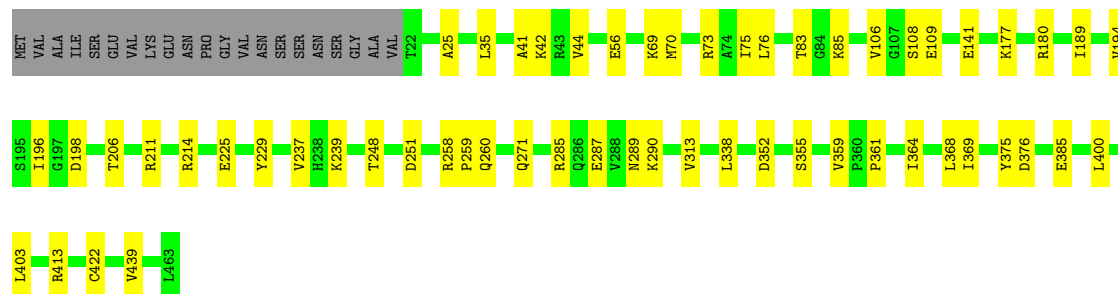 MET VAL ALA ILE SER GLU VAL LYS GLU ASN PRO GLY VAL ASN SER SER ASN SER GLY ALA VAL T22 A25 L35 A41 K42 R43 V44 E56 K69 M70 R73 A74 I75 L76 T83 G84 K85 V106 G107 S108 E109 E141 K177 R180 I189
S195 I196 G197 D198 T206 R211 R214 E225 Y229 V237 H238 K239 T248 D251 R258 P259 Q260 Q271 R285 Q286 E287 V288 N289 K290 V313 L338 D352 S355 V359 P360 P361 I364 L368 I369 Y375 D376 E385 L400
L403 R413 C422 V439 L463